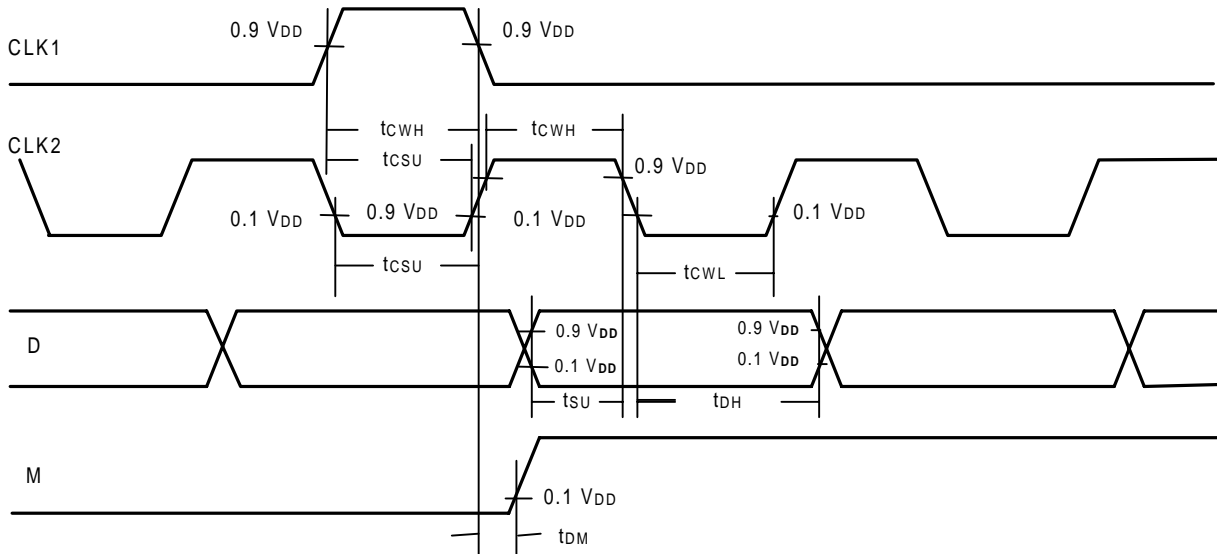 0.9 VDD 0.9 VDD
CLK1
tCWH tCWH
CLK2
tCSU 0.9 VDD
0.1 VDD 0.9 VDD 0.1 VDD 0.1 VDD
tCSU tCWL
0.9 VDD 0.9 VDD
D
0.1 VDD 0.1 VDD
tSU tDH
M
0.1 VDD
tDM